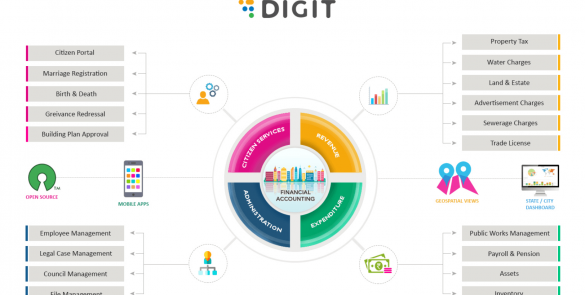 DIGIT
Citizen Portal
Marriage Registration
Birth & Death
Greivance Redressal
Building Plan Approval
Property Tax
Water Charges
Land & Estate
Advertisement Charges
Sewerage Charges
Trade License
CITIZEN SERVICES
REVENUE
FINANCIAL
ACCOUNTING
ADMINISTRATION
EXPENDITURE
TM
OPEN SOURCE
MOBILE APPS
GEOSPATIAL VIEWS
STATE / CITY
DASHBOARD
Employee Management
Legal Case Management
Council Management
File Management
Public Works Management
Payroll & Pension
Assets
Inventory